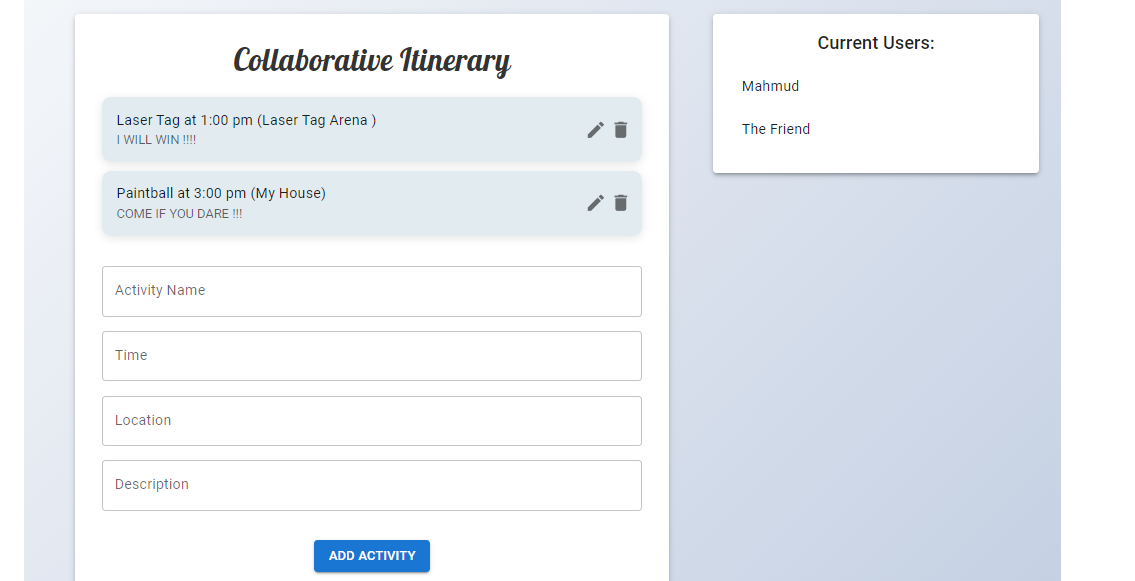 Collaborative Itinerary
Laser Tag at 1:00 pm (Laser Tag Arena )
I WILL WIN !!!!
Paintball at 3:00 pm (My House)
COME IF YOU DARE !!!
Activity Name
Time
Location
Description
ADD ACTIVITY
Current Users:
Mahmud
The Friend